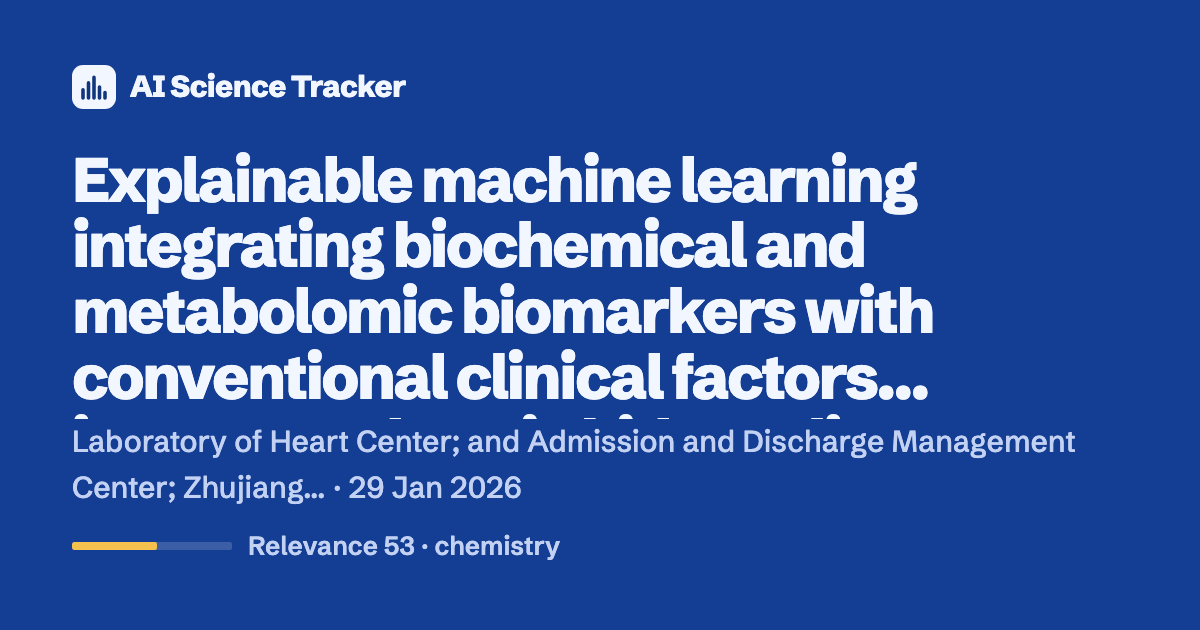 AI Science Tracker
Explainable machine learning
integrating biochemical and
metabolomic biomarkers with
conventional clinical factors...
Laboratory of Heart Center; and Admission and Discharge Management
Center; Zhujiang... · 29 Jan 2026
Relevance 53 · chemistry